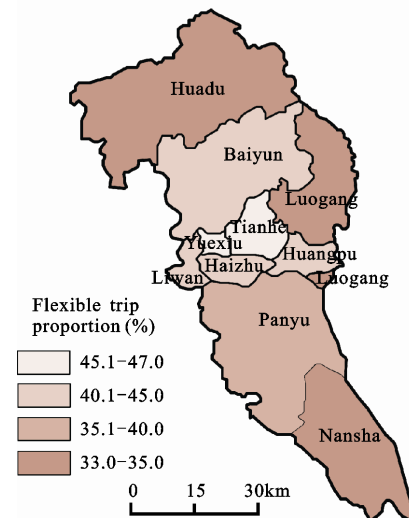 Huadu
Baiyun
Luogang
Tianhe
Yuexiu
Huangpu
Haizhu
Liwan
Luogang
Panyu
Nansha
Flexible trip
proportion (%)
45.1−47.0
40.1−45.0
35.1−40.0
33.0−35.0
0 15 30km